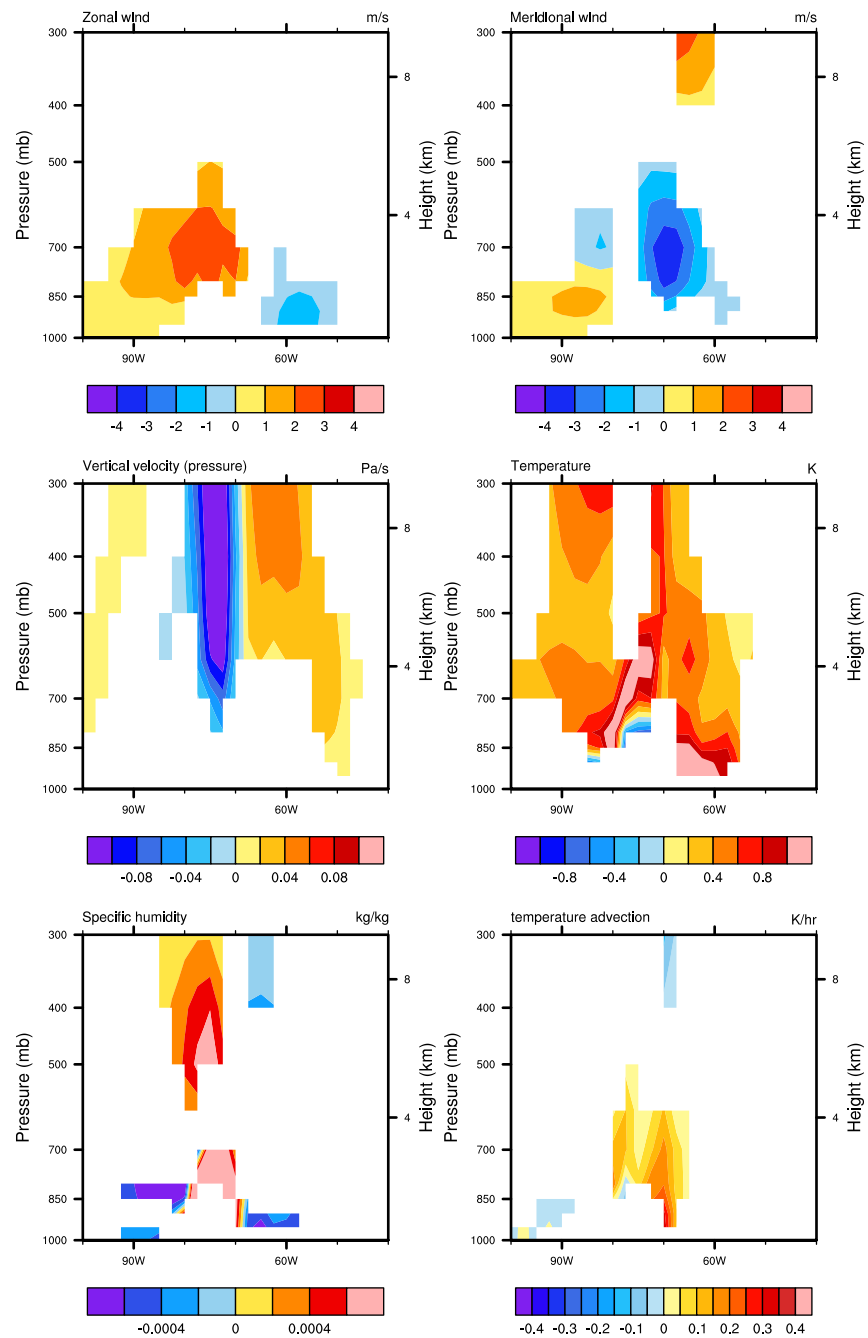 Zonal wind m/s
Pressure (mb)
300
400
500
700
850
1000
8
4
Height (km)
90W 60W
-4 -3 -2 -1 0 1 2 3 4
Meridional wind m/s
Pressure (mb)
300
400
500
700
850
1000
8
4
Height (km)
90W 60W
-4 -3 -2 -1 0 1 2 3 4
Vertical velocity (pressure) Pa/s
Pressure (mb)
300
400
500
700
850
1000
8
4
Height (km)
90W 60W
-0.08 -0.04 0 0.04 0.08
Temperature K
Pressure (mb)
300
400
500
700
850
1000
8
4
Height (km)
90W 60W
-0.8 -0.4 0 0.4 0.8
Specific humidity kg/kg
Pressure (mb)
300
400
500
700
850
1000
8
4
Height (km)
90W 60W
-0.0004 0 0.0004
temperature advection K/hr
Pressure (mb)
300
400
500
700
850
1000
8
4
Height (km)
90W 60W
-0.4 -0.3 -0.2 -0.1 0 0.1 0.2 0.3 0.4